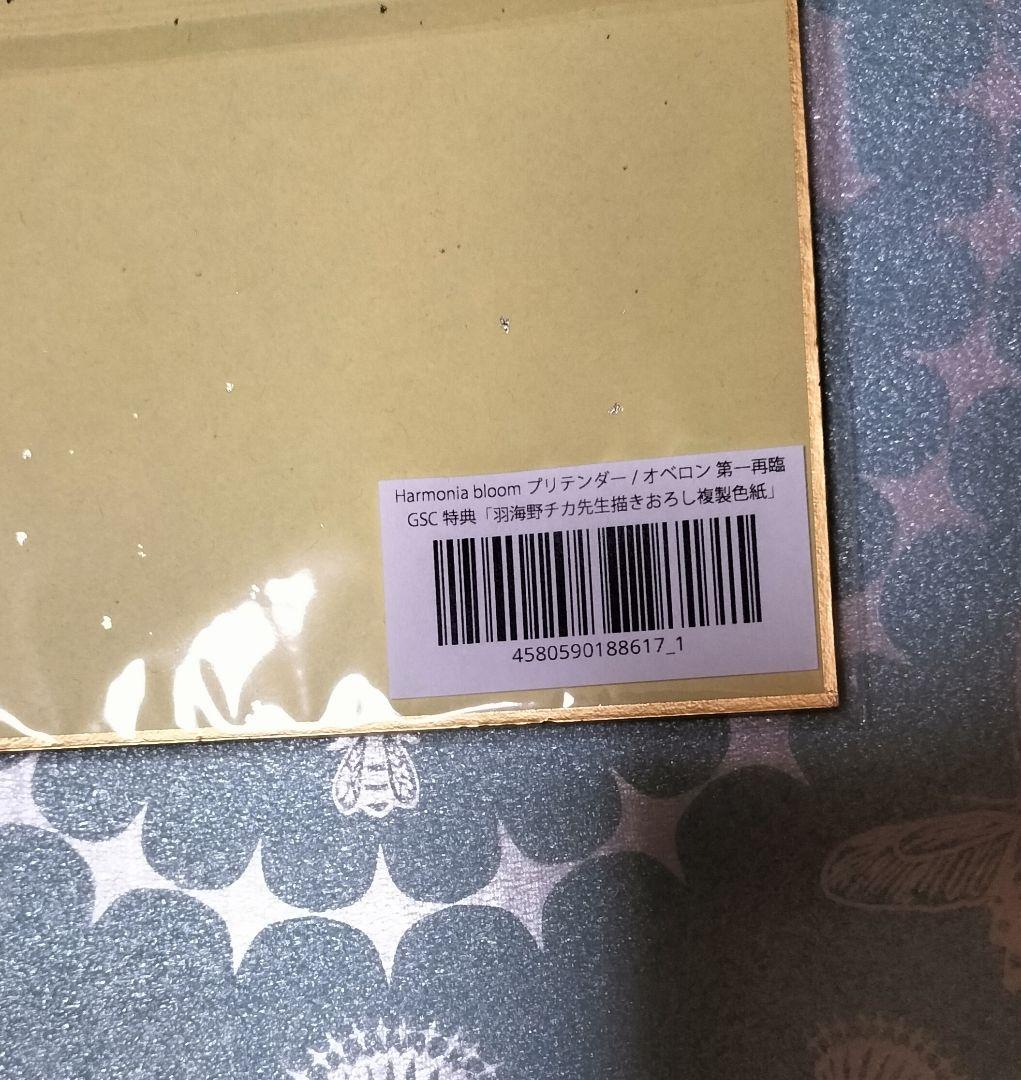 Harmonia bloom プリテンダー / オベロン 第一再臨
GSC 特典「羽海野チカ先生描きおろし複製色紙」
4580590188617_1